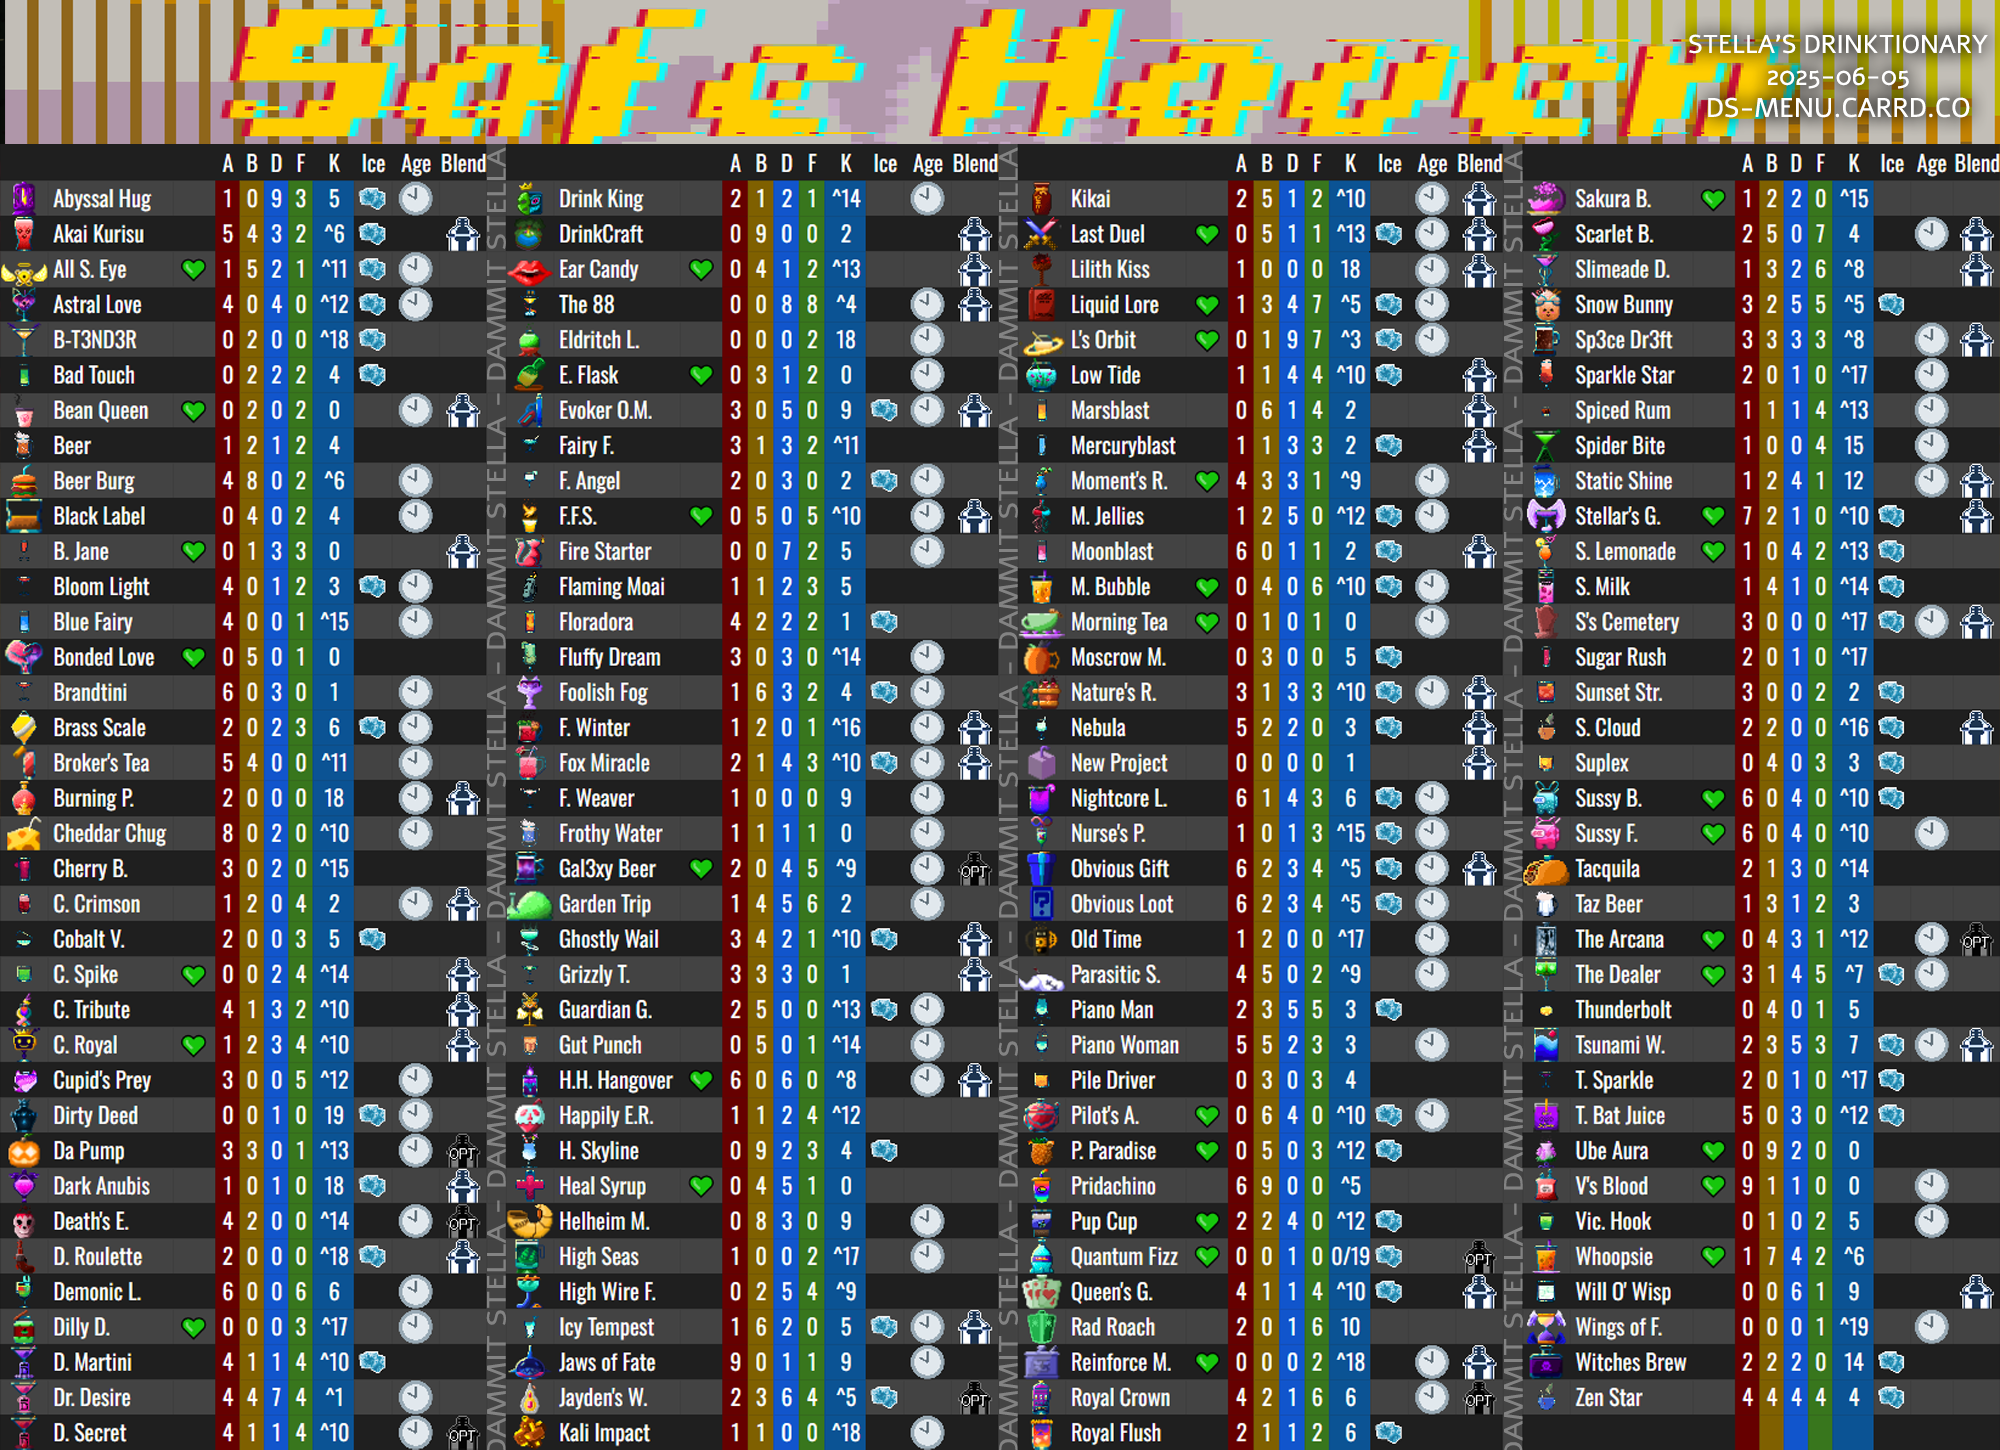 Safe Haven
STELLA'S DRINKTIONARY
2025-06-05
DS-MENU.CARRD.CO
A B D F K Ice Age Blend
Abyssal Hug 1 0 9 3 5
Akai Kurisu 5 4 3 2 ^6
All S. Eye 1 5 2 1 ^11
Astral Love 4 0 4 0 ^12
B-T3ND3R 0 2 0 0 ^18
Bad Touch 0 2 2 2 4
Bean Queen 0 2 0 2 0
Beer 1 2 1 2 4
Beer Burg 4 8 0 2 ^6
Black Label 0 4 0 2 4
B. Jane 0 1 3 3 0
Bloom Light 4 0 1 2 3
Blue Fairy 4 0 0 1 ^15
Bonded Love 0 5 0 1 0
Brandtini 6 0 3 0 1
Brass Scale 2 0 2 3 6
Broker's Tea 5 4 0 0 ^11
Burning P. 2 0 0 0 18
Cheddar Chug 8 0 2 0 ^10
Cherry B. 3 0 2 0 ^15
C. Crimson 1 2 0 4 2
Cobalt V. 2 0 0 3 5
C. Spike 0 0 2 4 ^14
C. Tribute 4 1 3 2 ^10
C. Royal 1 2 3 4 ^10
Cupid's Prey 3 0 0 5 ^12
Dirty Deed 0 0 1 0 19
Da Pump 3 3 0 1 ^13 OPT
Dark Anubis 1 0 1 0 18
Death's E. 4 2 0 0 ^14 OPT
D. Roulette 2 0 0 0 ^18
Demonic L. 6 0 0 6 6
Dilly D. 0 0 0 3 ^17
D. Martini 4 1 1 4 ^10
Dr. Desire 4 4 7 4 ^1
D. Secret 4 1 1 4 ^10 OPT
DAMMIT STELLA - DAMMIT STELLA - DAMMIT STELLA - DAMMIT STELLA
A B D F K Ice Age Blend
Drink King 2 1 2 1 ^14
DrinkCraft 0 9 0 0 2
Ear Candy 0 4 1 2 ^13
The 88 0 0 8 8 ^4
Eldritch L. 0 0 0 2 18
E. Flask 0 3 1 2 0
Evoker O.M. 3 0 5 0 9
Fairy F. 3 1 3 2 ^11
F. Angel 2 0 3 0 2
F.F.S. 0 5 0 5 ^10
Fire Starter 0 0 7 2 5
Flaming Moai 1 1 2 3 5
Floradora 4 2 2 2 1
Fluffy Dream 3 0 3 0 ^14
Foolish Fog 1 6 3 2 4
F. Winter 1 2 0 1 ^16
Fox Miracle 2 1 4 3 ^10
F. Weaver 1 0 0 0 9
Frothy Water 1 1 1 1 0
Gal3xy Beer 2 0 4 5 ^9 OPT
Garden Trip 1 4 5 6 2
Ghostly Wail 3 4 2 1 ^10
Grizzly T. 3 3 3 0 1
Guardian G. 2 5 0 0 ^13
Gut Punch 0 5 0 1 ^14
H.H. Hangover 6 0 6 0 ^8
Happily E.R. 1 1 2 4 ^12
H. Skyline 0 9 2 3 4
Heal Syrup 0 4 5 1 0
Helheim M. 0 8 3 0 9
High Seas 1 0 0 2 ^17
High Wire F. 0 2 5 4 ^9
Icy Tempest 1 6 2 0 5
Jaws of Fate 9 0 1 1 9
Jayden's W. 2 3 6 4 ^5 OPT
Kali Impact 1 1 0 0 ^18
DAMMIT STELLA - DAMMIT STELLA - DAMMIT STELLA - DAMMIT STELLA
A B D F K Ice Age Blend
Kikai 2 5 1 2 ^10
Last Duel 0 5 1 1 ^13
Lilith Kiss 1 0 0 0 18
Liquid Lore 1 3 4 7 ^5
L's Orbit 0 1 9 7 ^3
Low Tide 1 1 4 4 ^10
Marsblast 0 6 1 4 2
Mercuryblast 1 1 3 3 2
Moment's R. 4 3 3 1 ^9
M. Jellies 1 2 5 0 ^12
Moonblast 6 0 1 1 2
M. Bubble 0 4 0 6 ^10
Morning Tea 0 1 0 1 0
Moscrow M. 0 3 0 0 5
Nature's R. 3 1 3 3 ^10
Nebula 5 2 2 0 3
New Project 0 0 0 0 1
Nightcore L. 6 1 4 3 6
Nurse's P. 1 0 1 3 ^15
Obvious Gift 6 2 3 4 ^5
Obvious Loot 6 2 3 4 ^5
Old Time 1 2 0 0 ^17
Parasitic S. 4 5 0 2 ^9
Piano Man 2 3 5 5 3
Piano Woman 5 5 2 3 3
Pile Driver 0 3 0 3 4
Pilot's A. 0 6 4 0 ^10
P. Paradise 0 5 0 3 ^12
Pridachino 6 9 0 0 ^5
Pup Cup 2 2 4 0 ^12
Quantum Fizz 0 0 1 0 0/19 OPT
Queen's G. 4 1 1 4 ^10
Rad Roach 2 0 1 6 10
Reinforce M. 0 0 0 2 ^18
Royal Crown 4 2 1 6 6 OPT
Royal Flush 2 1 1 2 6
DAMMIT STELLA - DAMMIT STELLA - DAMMIT STELLA - DAMMIT STELLA
A B D F K Ice Age Blend
Sakura B. 1 2 2 0 ^15
Scarlet B. 2 5 0 7 4
Slimeade D. 1 3 2 6 ^8
Snow Bunny 3 2 5 5 ^5
Sp3ce Dr3ft 3 3 3 3 ^8
Sparkle Star 2 0 1 0 ^17
Spiced Rum 1 1 1 4 ^13
Spider Bite 1 0 0 4 15
Static Shine 1 2 4 1 12
Stellar's G. 7 2 1 0 ^10
S. Lemonade 1 0 4 2 ^13
S. Milk 1 4 1 0 ^14
S's Cemetery 3 0 0 0 ^17
Sugar Rush 2 0 1 0 ^17
Sunset Str. 3 0 0 2 2
S. Cloud 2 2 0 0 ^16
Suplex 0 4 0 3 3
Sussy B. 6 0 4 0 ^10
Sussy F. 6 0 4 0 ^10
Tacquila 2 1 3 0 ^14
Taz Beer 1 3 1 2 3
The Arcana 0 4 3 1 ^12 OPT
The Dealer 3 1 4 5 ^7
Thunderbolt 0 4 0 1 5
Tsunami W. 2 3 5 3 7
T. Sparkle 2 0 1 0 ^17
T. Bat Juice 5 0 3 0 ^12
Ube Aura 0 9 2 0 0
V's Blood 9 1 1 0 0
Vic. Hook 0 1 0 2 5
Whoopsie 1 7 4 2 ^6
Will O' Wisp 0 0 6 1 9
Wings of F. 0 0 0 1 ^19
Witches Brew 2 2 2 0 14
Zen Star 4 4 4 4 4